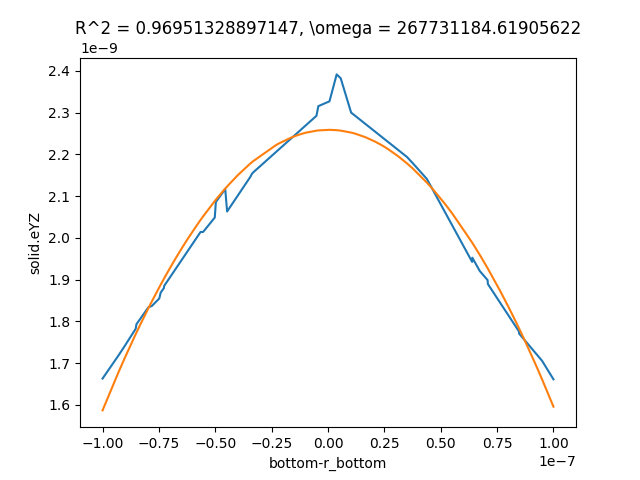 R^2 = 0.96951328897147, \omega = 267731184.61905622
1e−9
2.4
2.3
2.2
2.1
2.0
1.9
1.8
1.7
1.6
solid.eYZ
−1.00 −0.75 −0.50 −0.25 0.00 0.25 0.50 0.75 1.00
bottom-r_bottom
1e−7